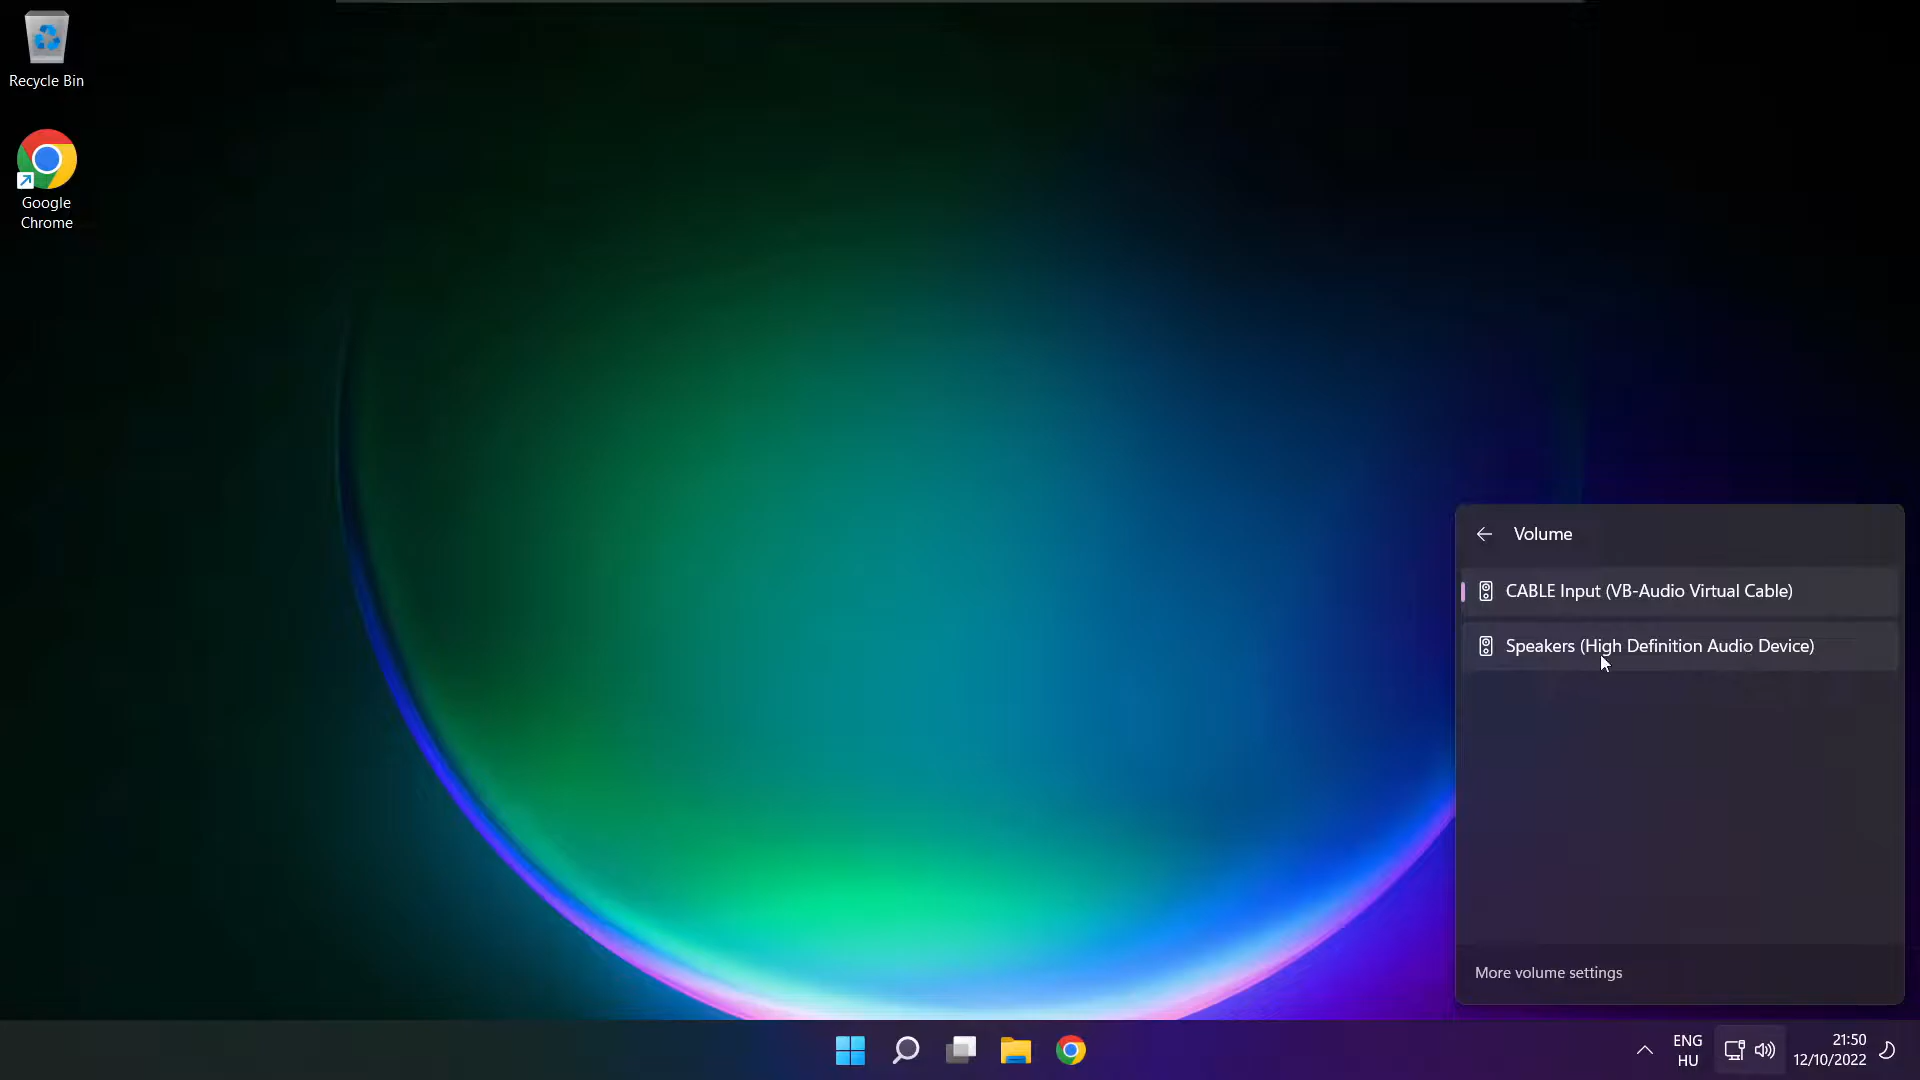 Recycle Bin
Google
Chrome
Volume
CABLE Input (VB-Audio Virtual Cable)
Speakers (High Definition Audio Device)
More volume settings
ENG
HU
21:50
12/10/2022